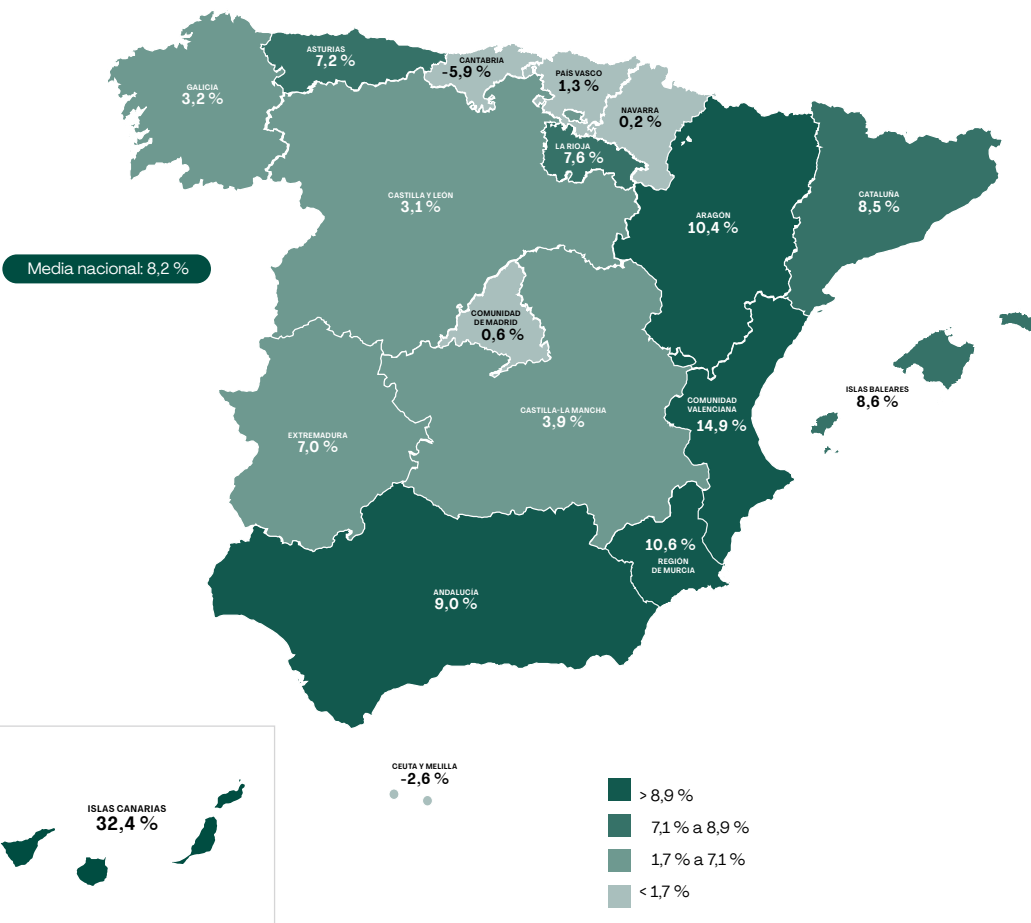 ASTURIAS
7,2 %
CANTABRIA
-5,9 %
PAÍS VASCO
1,3 %
GALICIA
3,2 %
NAVARRA
0,2 %
LA RIOJA
7,6 %
CASTILLA Y LEÓN
3,1 %
ARAGÓN
10,4 %
CATALUÑA
8,5 %
Media nacional: 8,2 %
COMUNIDAD
DE MADRID
0,6 %
ISLAS BALEARES
8,6 %
COMUNIDAD
VALENCIANA
14,9 %
CASTILLA-LA MANCHA
3,9 %
EXTREMADURA
7,0 %
10,6 %
REGIÓN
DE MURCIA
ANDALUCÍA
9,0 %
CEUTA Y MELILLA
-2,6 %
ISLAS CANARIAS
32,4 %
> 8,9 %
7,1 % a 8,9 %
1,7 % a 7,1 %
< 1,7 %